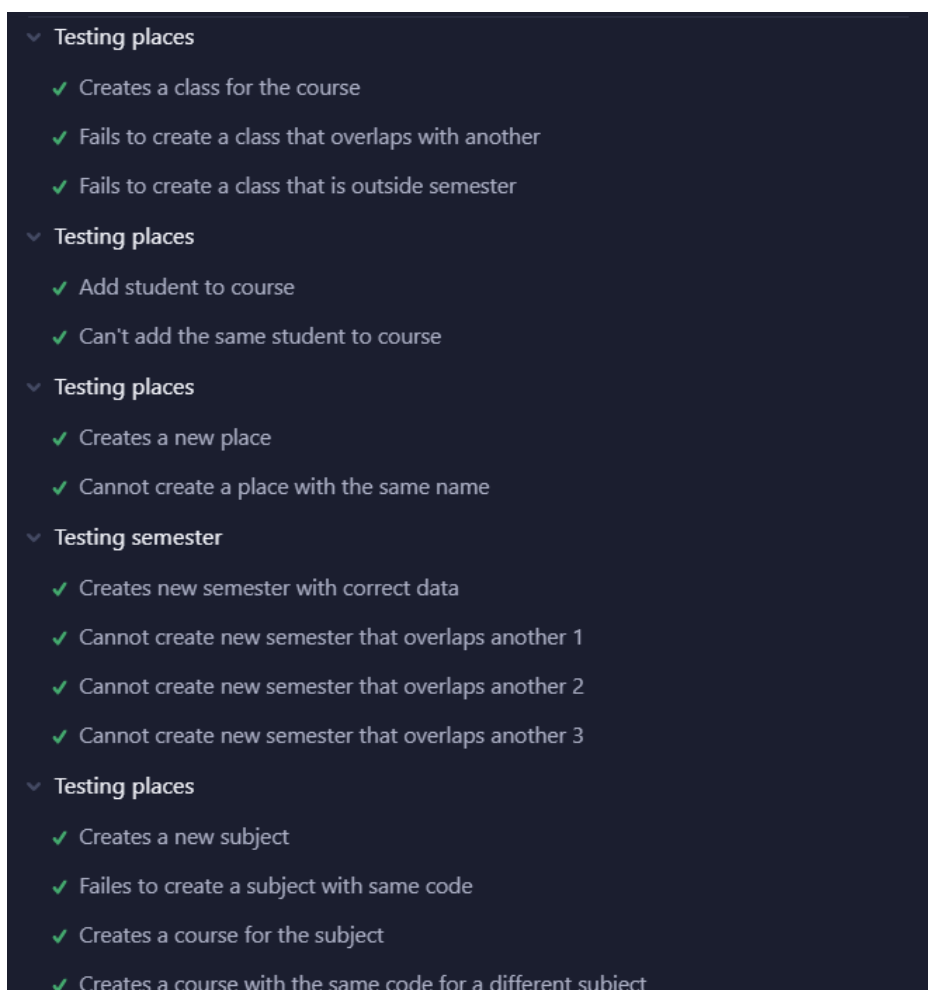 Testing places
Creates a class for the course
Fails to create a class that overlaps with another
Fails to create a class that is outside semester
Testing places
Add student to course
Can't add the same student to course
Testing places
Creates a new place
Cannot create a place with the same name
Testing semester
Creates new semester with correct data
Cannot create new semester that overlaps another 1
Cannot create new semester that overlaps another 2
Cannot create new semester that overlaps another 3
Testing places
Creates a new subject
Failes to create a subject with same code
Creates a course for the subject
Creates a course with the same code for a different subject